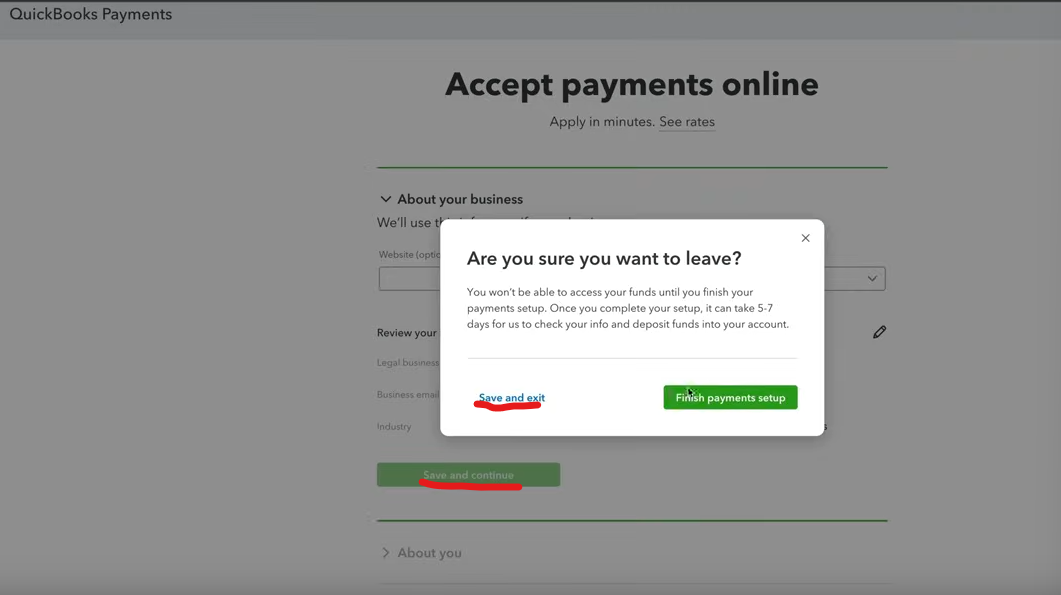 QuickBooks Payments
Accept payments online
Apply in minutes. See rates
About your business
We'll use
Website
Are you sure you want to leave?
You won't be able to access your funds until you finish your
payments setup. Once you complete your setup, it can take 5-7
days for us to check your info and deposit funds into your account.
Review your
Legal business
Business email
Save and exit
Finish payments setup
Industry
Save and continue
About you